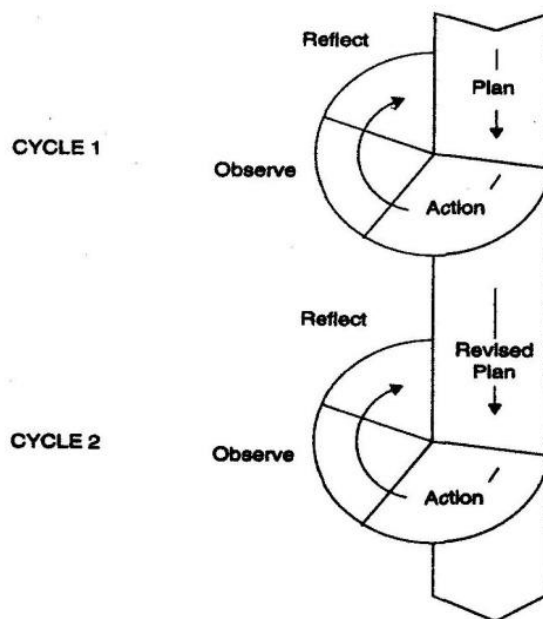 Reflect
Plan
CYCLE 1
Observe
Action
Reflect
Revised
Plan
CYCLE 2
Observe
Action